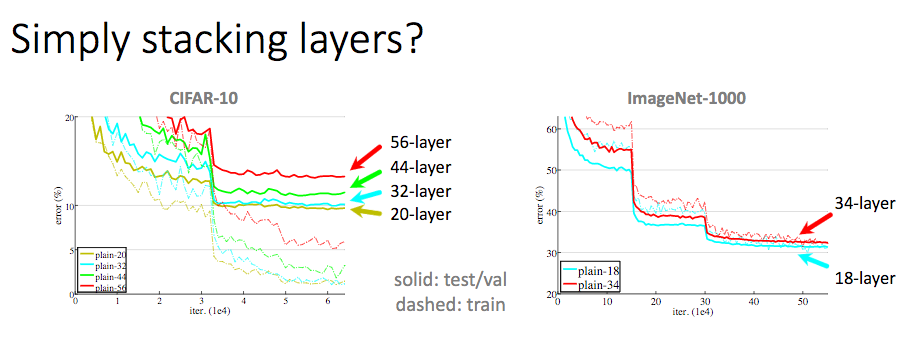 Simply stacking layers?
CIFAR-10
20
10
5
0
error (%)
0 1 2 3 4 5 6
iter. (1e4)
plain-20
plain-32
plain-44
plain-56
56-layer
44-layer
32-layer
20-layer
solid: test/val
dashed: train
ImageNet-1000
60
50
40
30
20
error (%)
0 10 20 30 40 50
iter. (1e4)
plain-18
plain-34
34-layer
18-layer